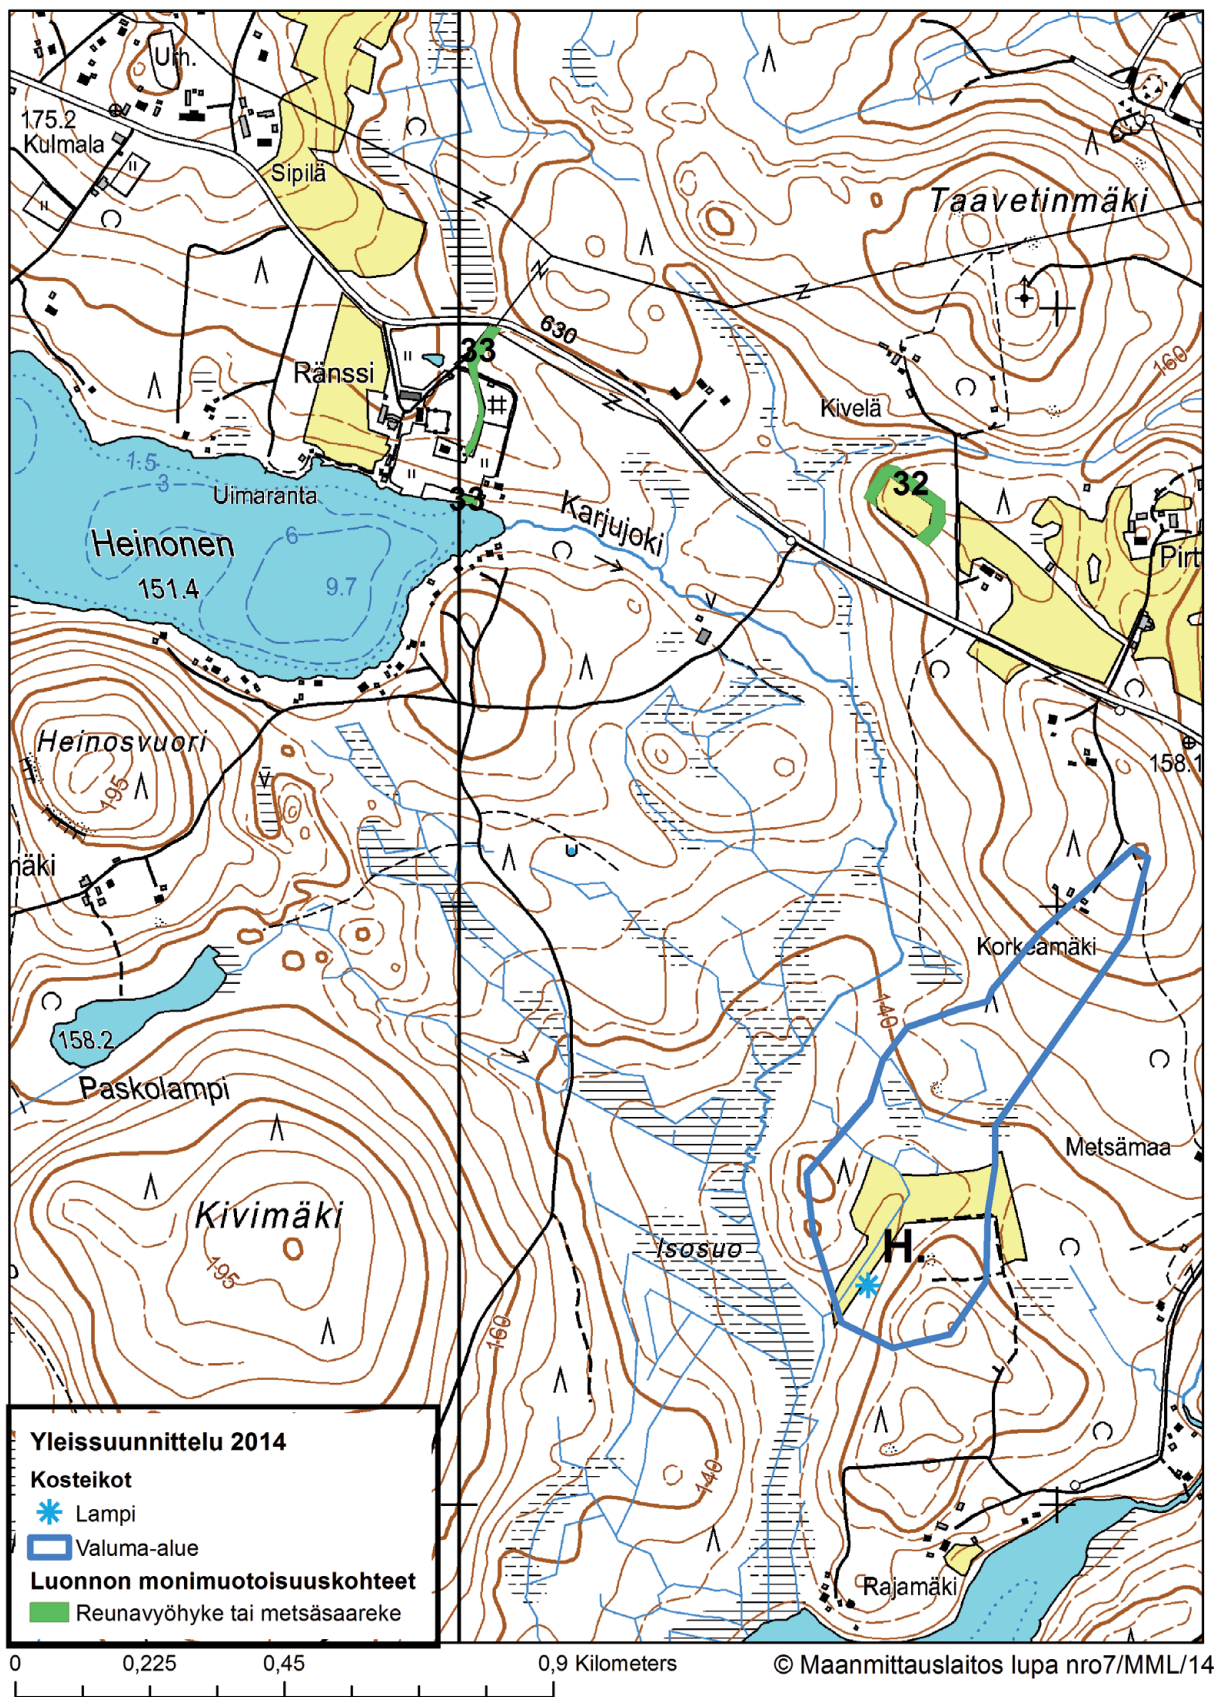 Urh.
175.2
Kulmala
Sipilä
Taavetinmäki
630
160
33
Ränssi
Kivelä
32
1.5
3
Uimaranta
33
Karjujoki
Heinonen
6
151.4
9.7
Pirt
Heinosvuori
158.1
195
mäki
Korkeamäki
140
158.2
Paskolampi
Metsämaa
Kivimäki
Isosuo
H.
195
160
140
Rajamäki
Yleissuunnittelu 2014
Kosteikot
Lampi
Valuma-alue
Luonnon monimuotoisuuskohteet
Reunavyöhyke tai metsäsaareke
0 0,225 0,45 0,9 Kilometers
© Maanmittauslaitos lupa nro7/MML/14